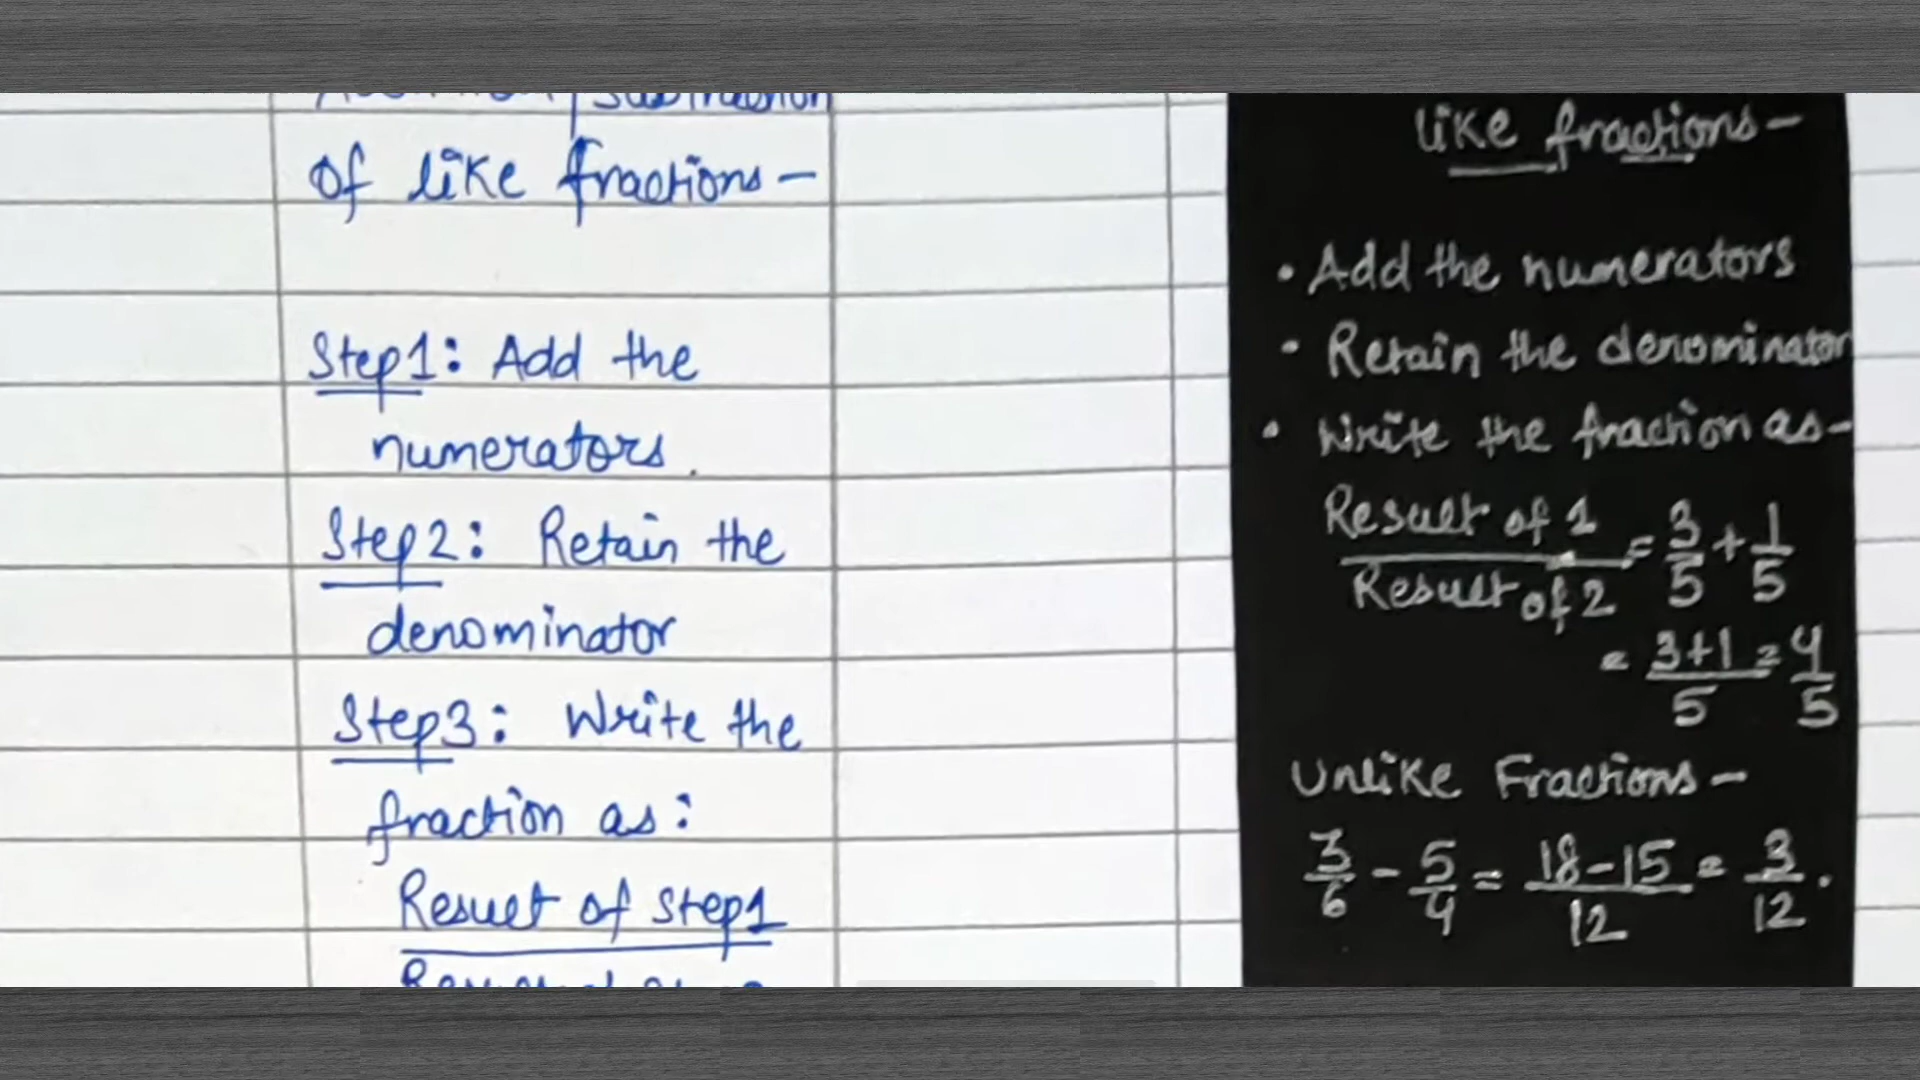 of like fractions-
Step1: Add the
numerators.
Step2: Retain the
denominator
Step3: Write the
fraction as:
Result of Step1
like fractions-
• Add the numerators
• Retain the denominator
• Write the fraction as-
Result of 1 / Result of 2 = 3/5 + 1/5
= 3+1/5 = 4/5
Unlike Fractions-
3/6 - 5/4 = 18-15/12 = 3/12.